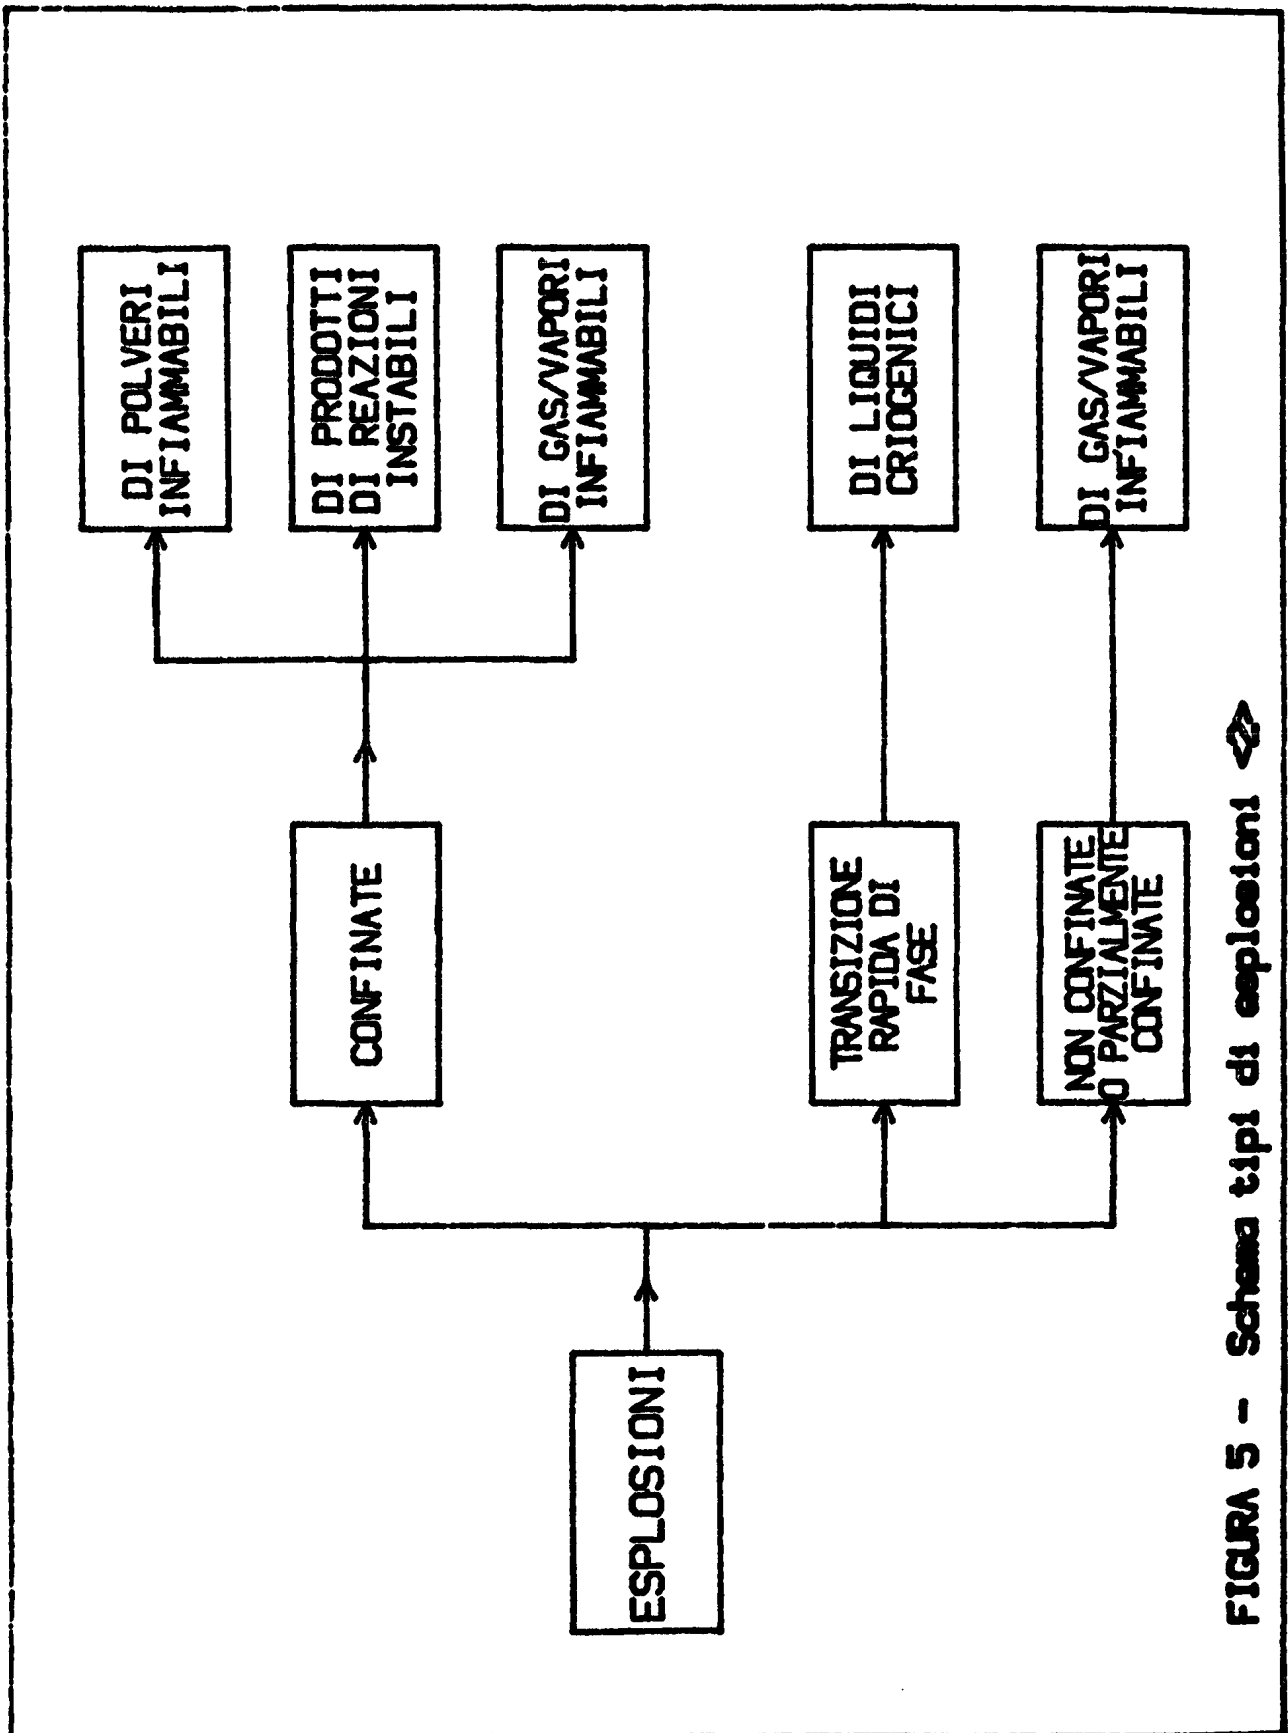 ESPLOSIONI
CONFINATE
TRANSIZIONE
RAPIDA DI
FASE
NON CONFINATE
O PARZIALMENTE
CONFINATE
DI POLVERI
INFIAMMABILI
DI PRODOTTI
DI REAZIONI
INSTABILI
DI GAS/VAPORI
INFIAMMABILI
DI LIQUIDI
CRIOGENICI
DI GAS/VAPORI
INFIAMMABILI
FIGURA 5 - Schema tipi di esplosioni <2>